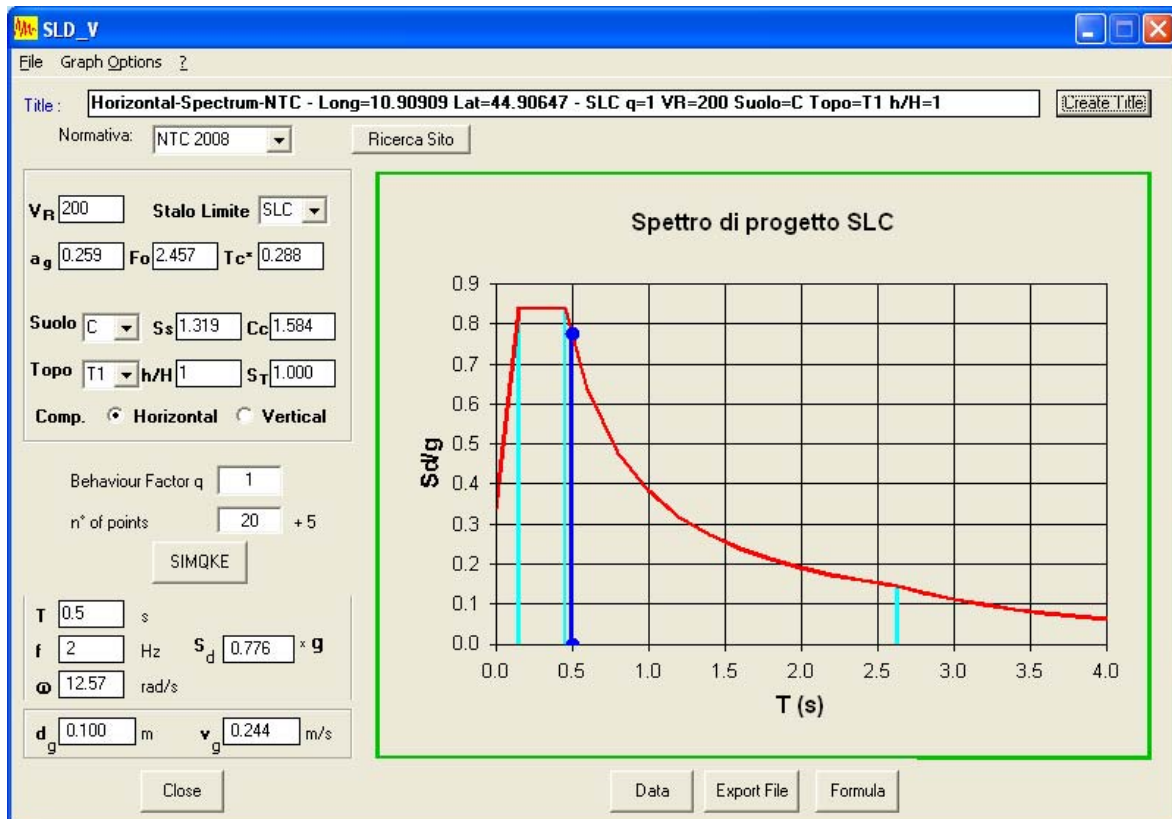 SLD_V
File Graph Options ?
Title : Horizontal-Spectrum-NTC - Long=10.90909 Lat=44.90647 - SLC q=1 VR=200 Suolo=C Topo=T1 h/H=1 Create Title
Normativa: NTC 2008 Ricerca Sito
VR 200 Stalo Limite SLC
ag 0.259 Fo 2.457 Tc* 0.288
Suolo C Ss 1.319 Cc 1.584
Topo T1 h/H 1 ST 1.000
Comp. Horizontal Vertical
Behaviour Factor q 1
n° of points 20 + 5
SIMQKE
T 0.5 s
f 2 Hz Sd 0.776 × g
ω 12.57 rad/s
dg 0.100 m vg 0.244 m/s
Close
Spettro di progetto SLC
Sd/g
0.9
0.8
0.7
0.6
0.5
0.4
0.3
0.2
0.1
0.0
0.0 0.5 1.0 1.5 2.0 2.5 3.0 3.5 4.0
T (s)
Data Export File Formula